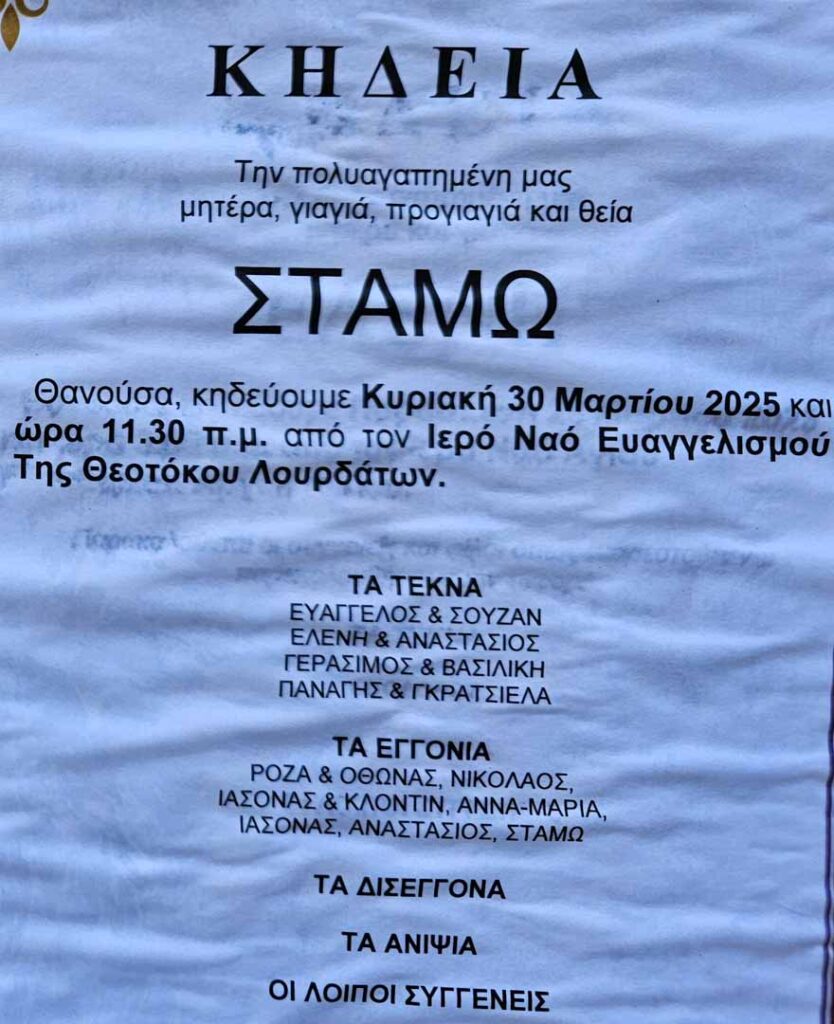 ΚΗΔΕΙΑ
Την πολυαγαπημένη μας
μητέρα, γιαγιά, προγιαγιά και θεία
ΣΤΑΜΩ
Θανούσα, κηδεύουμε Κυριακή 30 Μαρτίου 2025 και
ώρα 11.30 π.μ. από τον Ιερό Ναό Ευαγγελισμού
Της Θεοτόκου Λουρδάτων.
ΤΑ ΤΕΚΝΑ
ΕΥΑΓΓΕΛΟΣ & ΣΟΥΖΑΝ
ΕΛΕΝΗ & ΑΝΑΣΤΑΣΙΟΣ
ΓΕΡΑΣΙΜΟΣ & ΒΑΣΙΛΙΚΗ
ΠΑΝΑΓΗΣ & ΓΚΡΑΤΣΙΕΛΑ
ΤΑ ΕΓΓΟΝΙΑ
ΡΟΖΑ & ΟΘΩΝΑΣ, ΝΙΚΟΛΑΟΣ,
ΙΑΣΟΝΑΣ & ΚΛΟΝΤΙΝ, ΑΝΝΑ-ΜΑΡΙΑ,
ΙΑΣΟΝΑΣ, ΑΝΑΣΤΑΣΙΟΣ, ΣΤΑΜΩ
ΤΑ ΔΙΣΕΓΓΟΝΑ
ΤΑ ΑΝΙΨΙΑ
ΟΙ ΛΟΙΠΟΙ ΣΥΓΓΕΝΕΙΣ